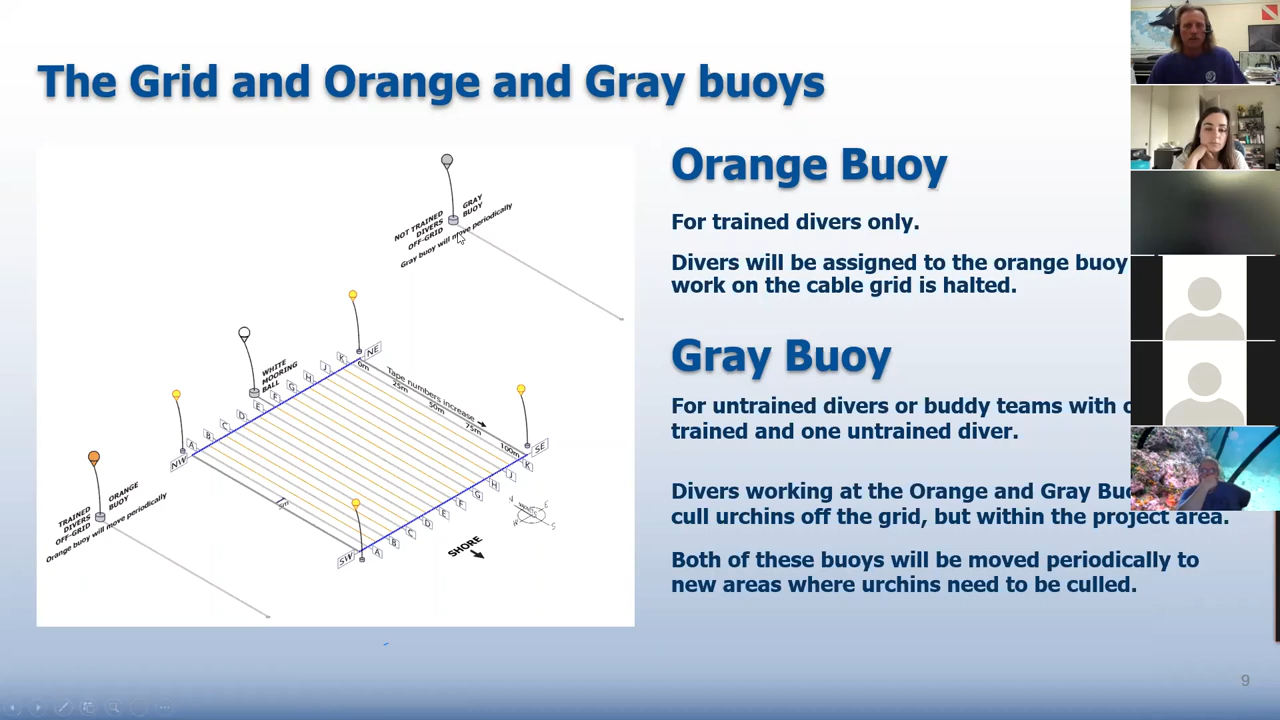 The Grid and Orange and Gray buoys
GRAY
BUOY
NOT TRAINED
DIVERS
OFF-GRID
Gray buoy will move periodically
WHITE
MOORING
BALL
NE
K
J
H
G
F
E
D
C
B
A
NW
Tape numbers increase
0m
25m
50m
75m
100m
SE
K
J
H
G
F
E
D
C
B
A
SW
5m
ORANGE
BUOY
TRAINED
DIVERS
OFF-GRID
Orange buoy will move periodically
SHORE
N
E
W
S
Orange Buoy
For trained divers only.
Divers will be assigned to the orange buoy
work on the cable grid is halted.
Gray Buoy
For untrained divers or buddy teams with
trained and one untrained diver.
Divers working at the Orange and Gray
cull urchins off the grid, but within the project area.
Both of these buoys will be moved periodically to
new areas where urchins need to be culled.
9